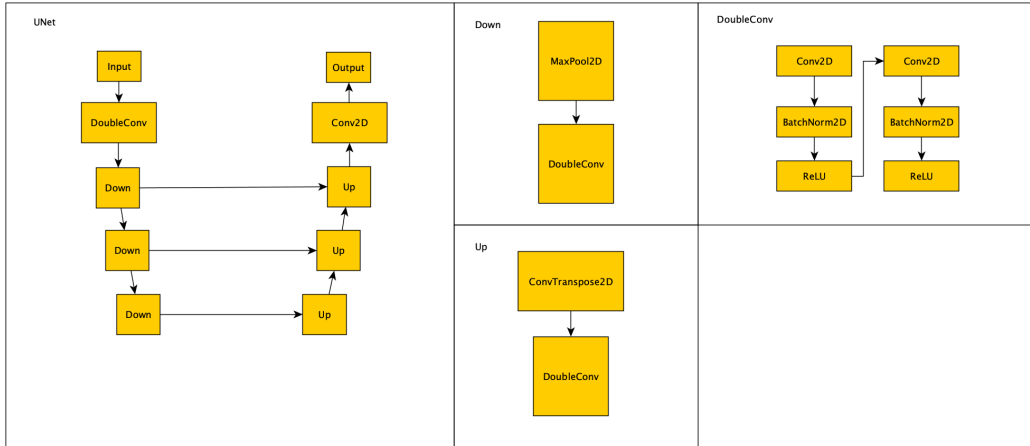 UNet
Input
Output
DoubleConv
Conv2D
Down
Up
Down
Up
Down
Up
Down
MaxPool2D
DoubleConv
DoubleConv
Conv2D
Conv2D
BatchNorm2D
BatchNorm2D
ReLU
ReLU
Up
ConvTranspose2D
DoubleConv